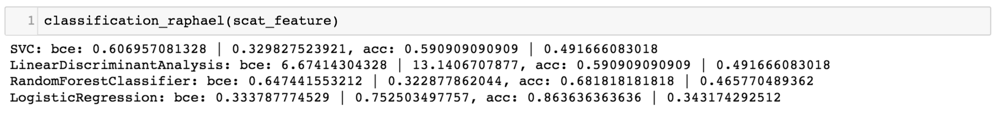 1 classification_raphael(scat_feature)
SVC: bce: 0.606957081328 | 0.329827523921, acc: 0.590909090909 | 0.491666083018
LinearDiscriminantAnalysis: bce: 6.67414304328 | 13.1406707877, acc: 0.590909090909 | 0.491666083018
RandomForestClassifier: bce: 0.647441553212 | 0.322877862044, acc: 0.681818181818 | 0.465770489362
LogisticRegression: bce: 0.333787774529 | 0.752503497757, acc: 0.863636363636 | 0.343174292512